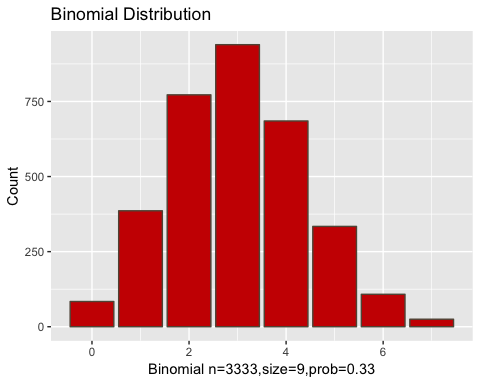 Binomial Distribution
Count
750
500
250
0
0 2 4 6
Binomial n=3333,size=9,prob=0.33